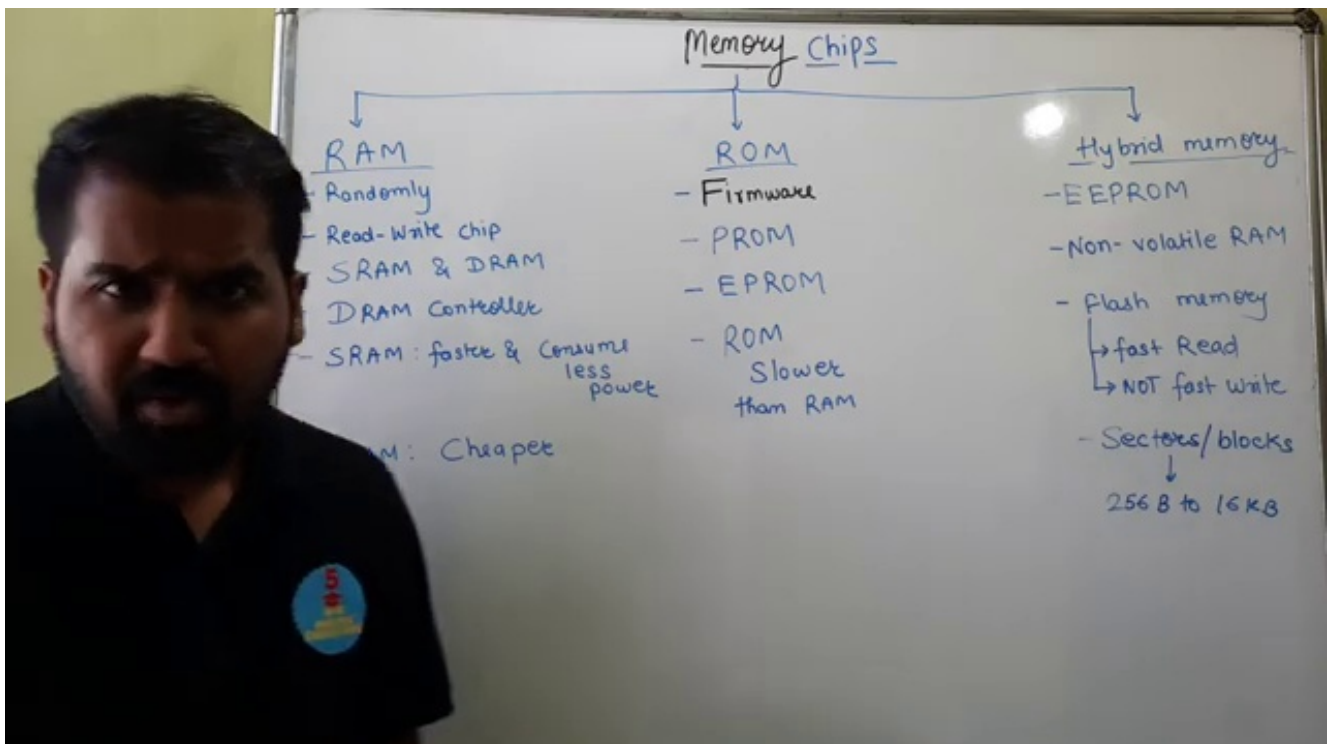 Memory Chips
RAM
- Randomly
- Read-Write chip
SRAM & DRAM
DRAM Controller
- SRAM: faster & Consume
less
power
AM: Cheaper
ROM
- Firmware
- PROM
- EPROM
- ROM
Slower
than RAM
Hybrid memory
- EEPROM
- Non-volatile RAM
- flash memory
fast Read
NOT fast write
- Sectors/blocks
256 B to 16 KB
5